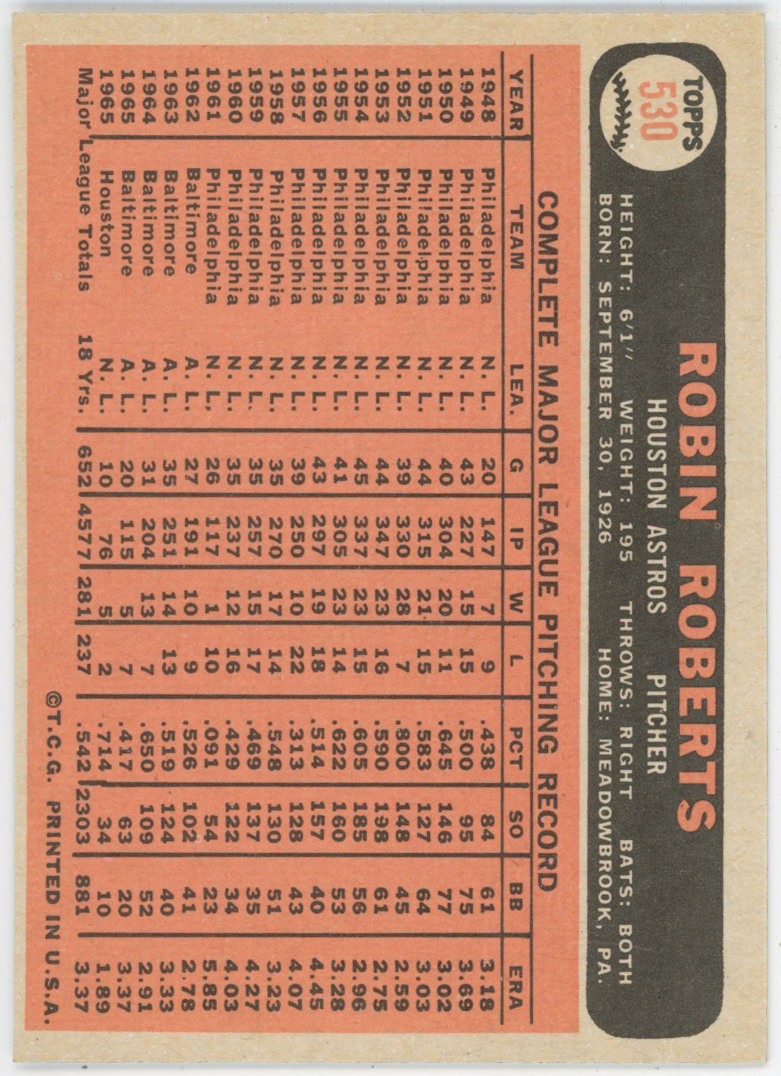 TOPPS
530
ROBIN ROBERTS
HOUSTON ASTROS PITCHER
HEIGHT: 6'1" WEIGHT: 195 THROWS: RIGHT BATS: BOTH
BORN: SEPTEMBER 30, 1926 HOME: MEADOWBROOK, PA.
COMPLETE MAJOR LEAGUE PITCHING RECORD
YEAR TEAM LEA. G IP W L PCT SO BB ERA
1948 Philadelphia N. L. 20 147 7 9 .438 84 61 3.18
1949 Philadelphia N. L. 43 227 15 15 .500 95 75 3.69
1950 Philadelphia N. L. 40 304 20 11 .645 146 77 3.02
1951 Philadelphia N. L. 44 315 21 15 .583 127 64 3.03
1952 Philadelphia N. L. 39 330 28 7 .800 148 45 2.59
1953 Philadelphia N. L. 44 347 23 16 .590 198 61 2.75
1954 Philadelphia N. L. 45 337 23 15 .605 185 56 2.96
1955 Philadelphia N. L. 41 305 23 14 .622 160 53 3.28
1956 Philadelphia N. L. 43 297 19 18 .514 157 40 4.45
1957 Philadelphia N. L. 39 250 10 22 .313 128 43 4.07
1958 Philadelphia N. L. 35 270 17 14 .548 130 51 3.23
1959 Philadelphia N. L. 35 257 15 17 .469 137 35 4.27
1960 Philadelphia N. L. 35 237 12 16 .429 122 34 4.03
1961 Philadelphia N. L. 26 117 1 10 .091 54 23 5.85
1962 Baltimore A. L. 27 191 10 9 .526 102 41 2.78
1963 Baltimore A. L. 35 251 14 13 .519 124 40 3.33
1964 Baltimore A. L. 31 204 13 7 .650 109 52 2.91
1965 Baltimore A. L. 20 115 5 7 .417 63 20 3.37
1965 Houston N. L. 10 76 5 2 .714 34 10 1.89
Major League Totals 18 Yrs. 652 4577 281 237 .542 2303 881 3.37
©T.C.G. PRINTED IN U.S.A.